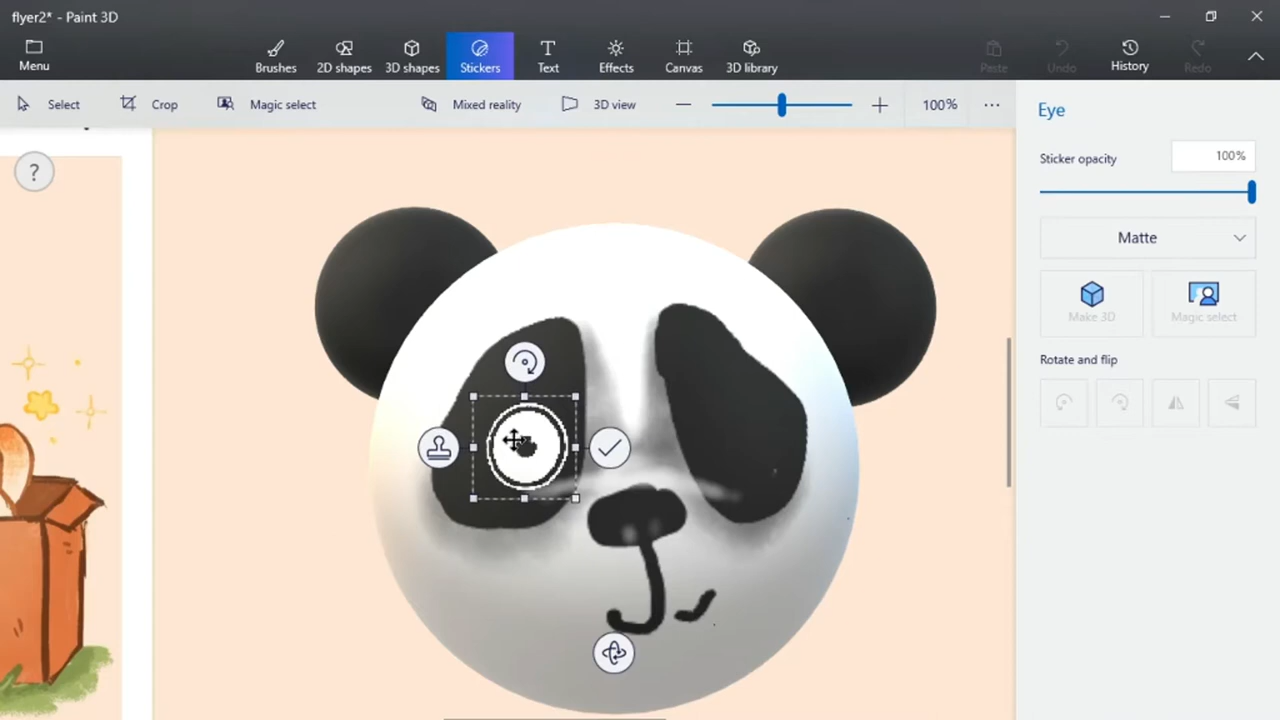 flyer2* - Paint 3D
Menu
Brushes
2D shapes
3D shapes
Stickers
Text
Effects
Canvas
3D library
Paste
Undo
History
Redo
Select
Crop
Magic select
Mixed reality
3D view
100%
Eye
Sticker opacity
100%
Matte
Make 3D
Magic select
Rotate and flip
?